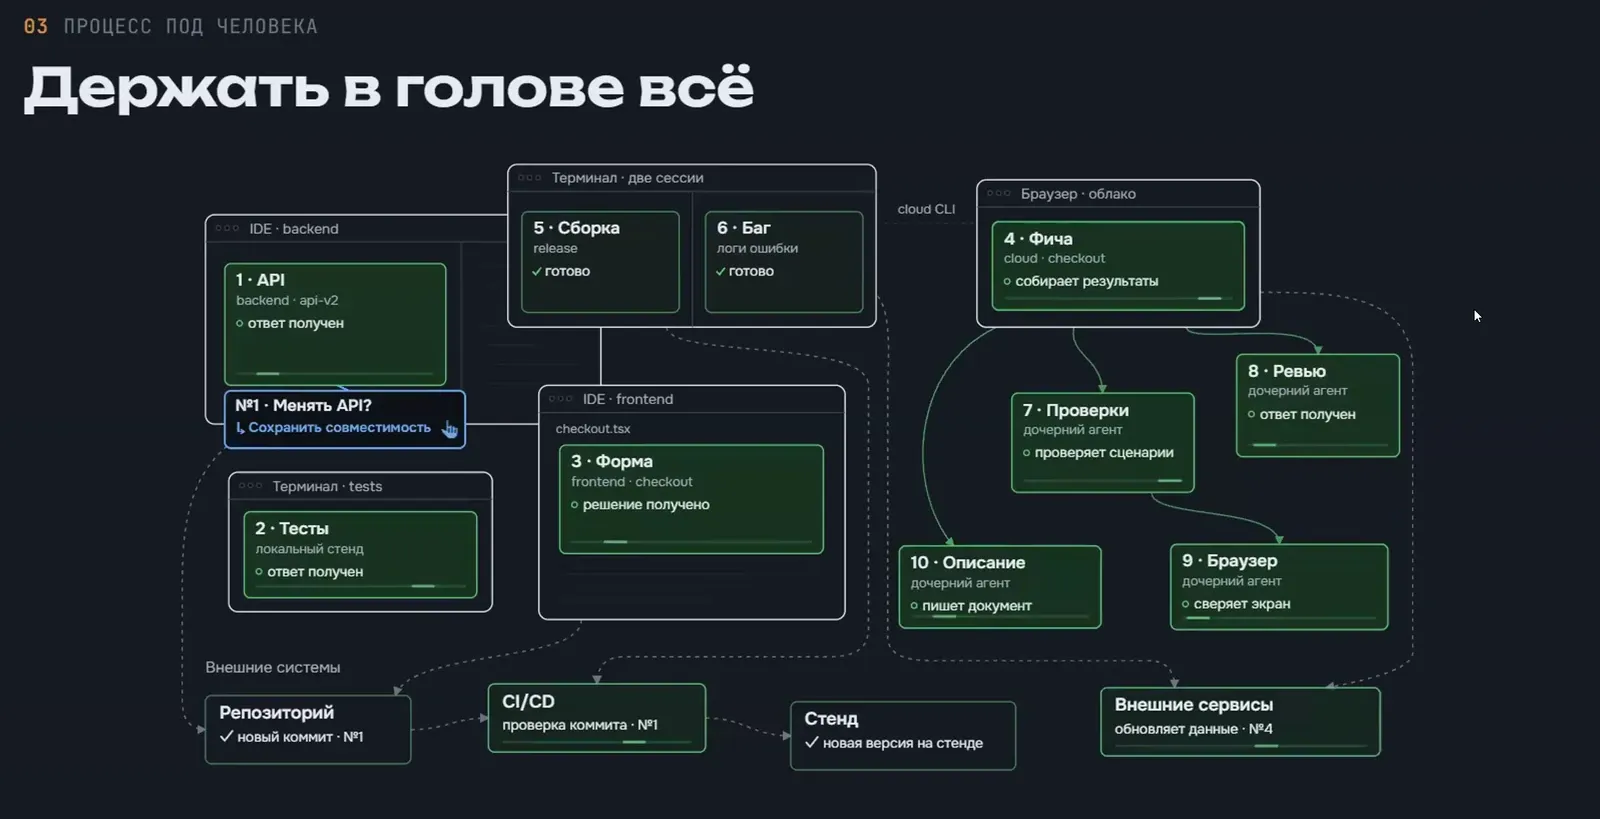 03 ПРОЦЕСС ПОД ЧЕЛОВЕКА
Держать в голове всё
IDE · backend
1 · API
backend · api-v2
ответ получен
№1 · Менять API?
↳ Сохранить совместимость
Терминал · две сессии
5 · Сборка
release
✓ готово
6 · Баг
логи ошибки
✓ готово
cloud CLI
Браузер · облако
4 · Фича
cloud · checkout
собирает результаты
8 · Ревью
дочерний агент
ответ получен
7 · Проверки
дочерний агент
проверяет сценарии
IDE · frontend
checkout.tsx
3 · Форма
frontend · checkout
решение получено
Терминал · tests
2 · Тесты
локальный стенд
ответ получен
10 · Описание
дочерний агент
пишет документ
9 · Браузер
дочерний агент
сверяет экран
Внешние системы
Репозиторий
✓ новый коммит · №1
CI/CD
проверка коммита · №1
Стенд
✓ новая версия на стенде
Внешние сервисы
обновляет данные · №4